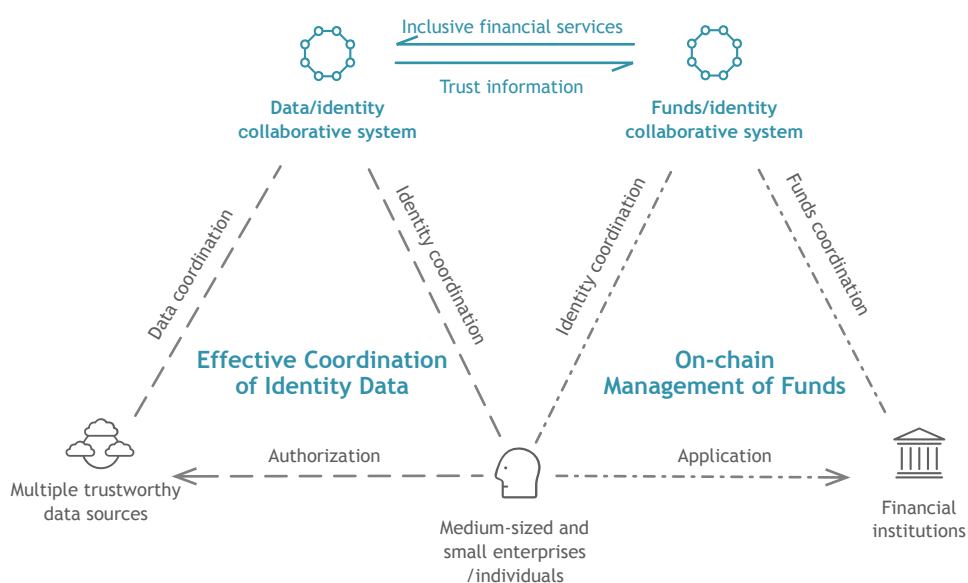 Inclusive financial services
Trust information
Data/identity
collaborative system
Funds/identity
collaborative system
Data coordination
Identity coordination
Identity coordination
Funds coordination
Effective Coordination
of Identity Data
On-chain
Management of Funds
Authorization
Application
Multiple trustworthy
data sources
Medium-sized and
small enterprises
/individuals
Financial
institutions